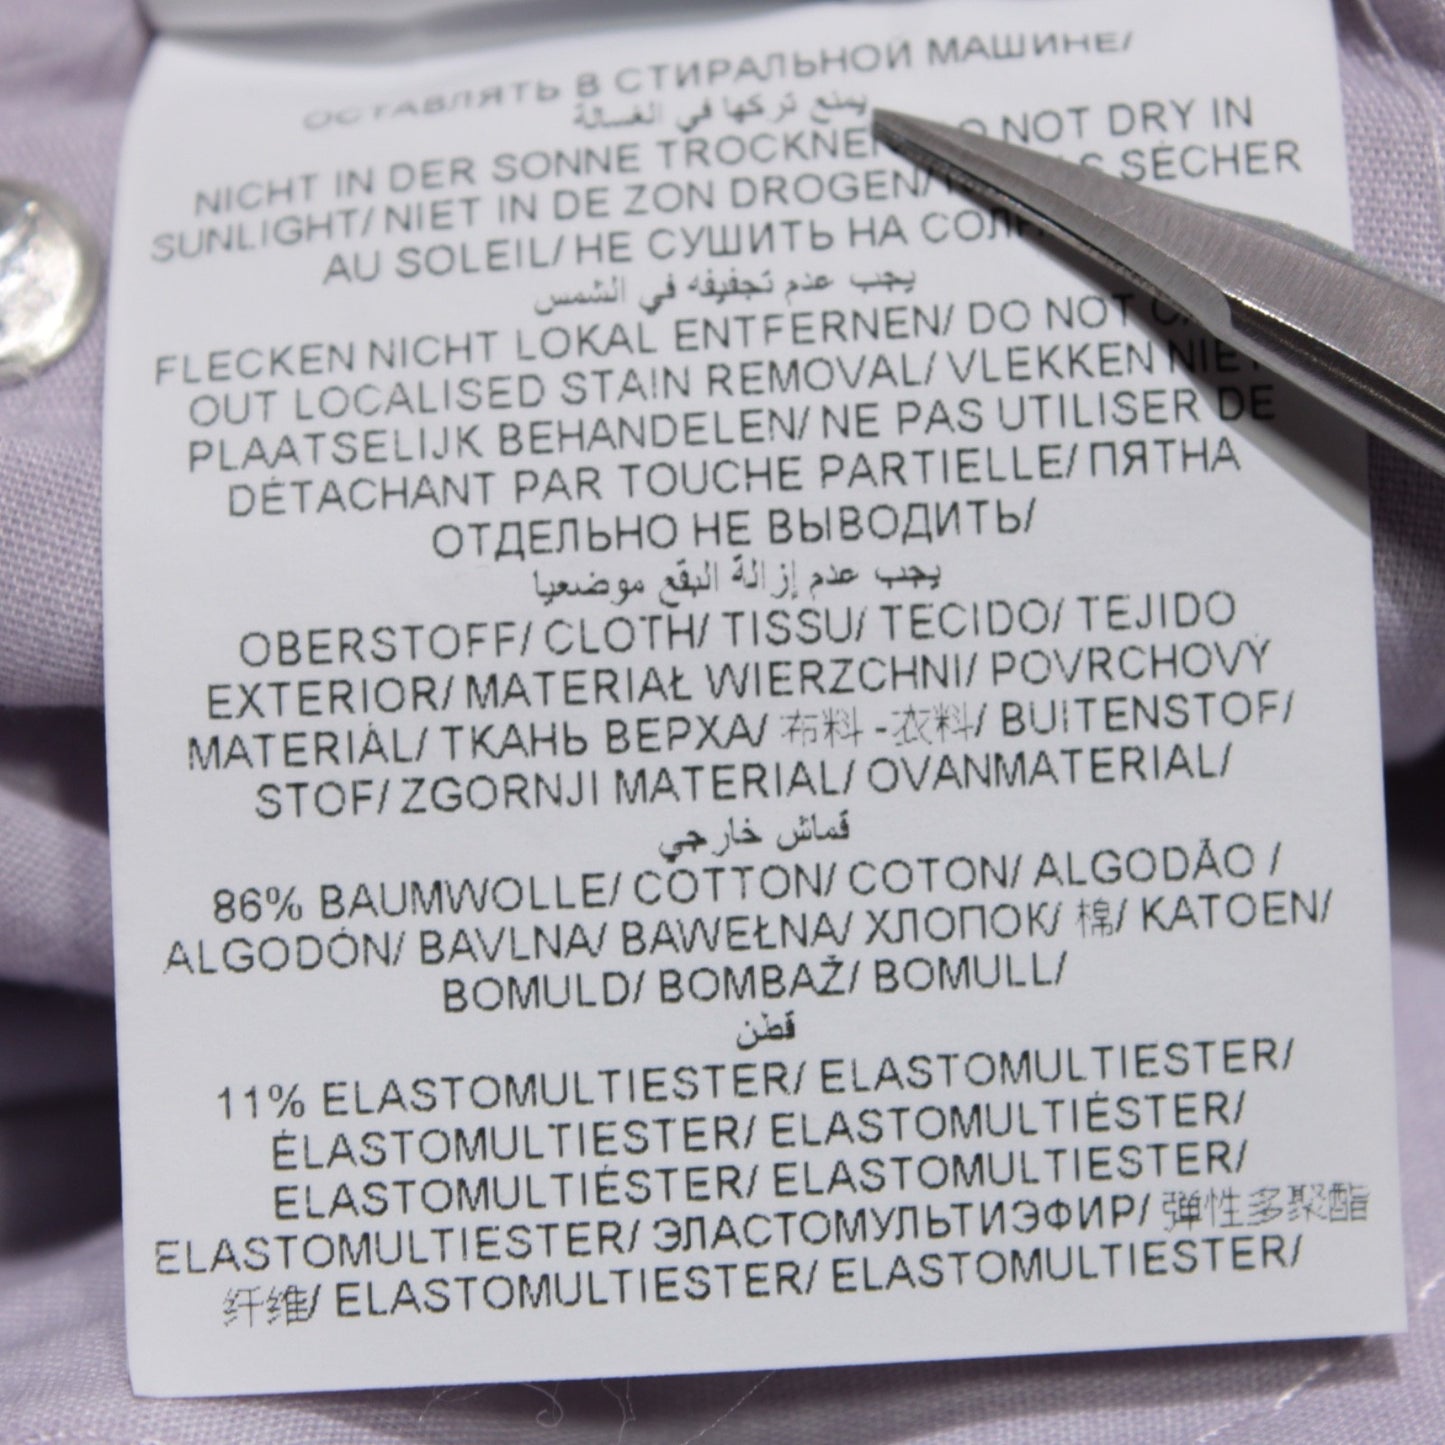 ОСТАВЛЯТЬ В СТИРАЛЬНОЙ МАШИНЕ/
يمنع تركها في الغسالة
NICHT IN DER SONNE TROCKNEN NOT DRY IN
SUNLIGHT/ NIET IN DE ZON DROGEN/ SÉCHER
AU SOLEIL/ НЕ СУШИТЬ НА
يجب عدم تجفيفه في الشمس
FLECKEN NICHT LOKAL ENTFERNEN/ DO NOT
OUT LOCALISED STAIN REMOVAL/ VLEKKEN NIET
PLAATSELIJK BEHANDELEN/ NE PAS UTILISER DE
DÉTACHANT PAR TOUCHE PARTIELLE/ ПЯТНА
ОТДЕЛЬНО НЕ ВЫВОДИТЬ/
يجب عدم إزالة البقع موضعيا
OBERSTOFF/ CLOTH/ TISSU/ TECIDO/ TEJIDO
EXTERIOR/ MATERIAŁ WIERZCHNI/ POVRCHOVÝ
MATERIÁL/ ТКАНЬ ВЕРХА/ 布料 -衣料/ BUITENSTOF/
STOF/ ZGORNJI MATERIAL/ OVANMATERIAL/
قماش خارجي
86% BAUMWOLLE/ COTTON/ COTON/ ALGODÃO /
ALGODÓN/ BAVLNA/ BAWEŁNA/ ХЛОПОК/ 棉/ KATOEN/
BOMULD/ BOMBAŽ/ BOMULL/
قطن
11% ELASTOMULTIESTER/ ELASTOMULTIESTER/
ÉLASTOMULTIESTER/ ELASTOMULTIÉSTER/
ELASTOMULTIÉSTER/ ELASTOMULTIESTER/
ELASTOMULTIESTER/ ЭЛАСТОМУЛЬТИЭФИР/ 弹性多聚酯
纤维/ ELASTOMULTIESTER/ ELASTOMULTIESTER/